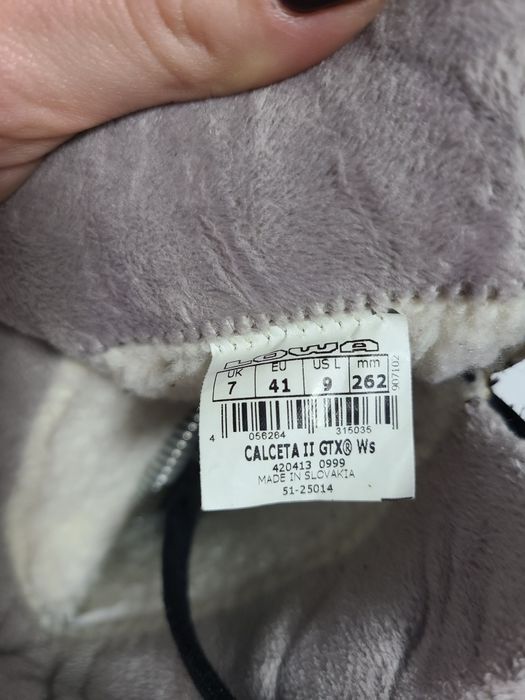 LOWA
UK EU US L mm
7 41 9 262
907102
4 056264 315035
CALCETA II GTX® Ws
420413 0999
MADE IN SLOVAKIA
51-25014